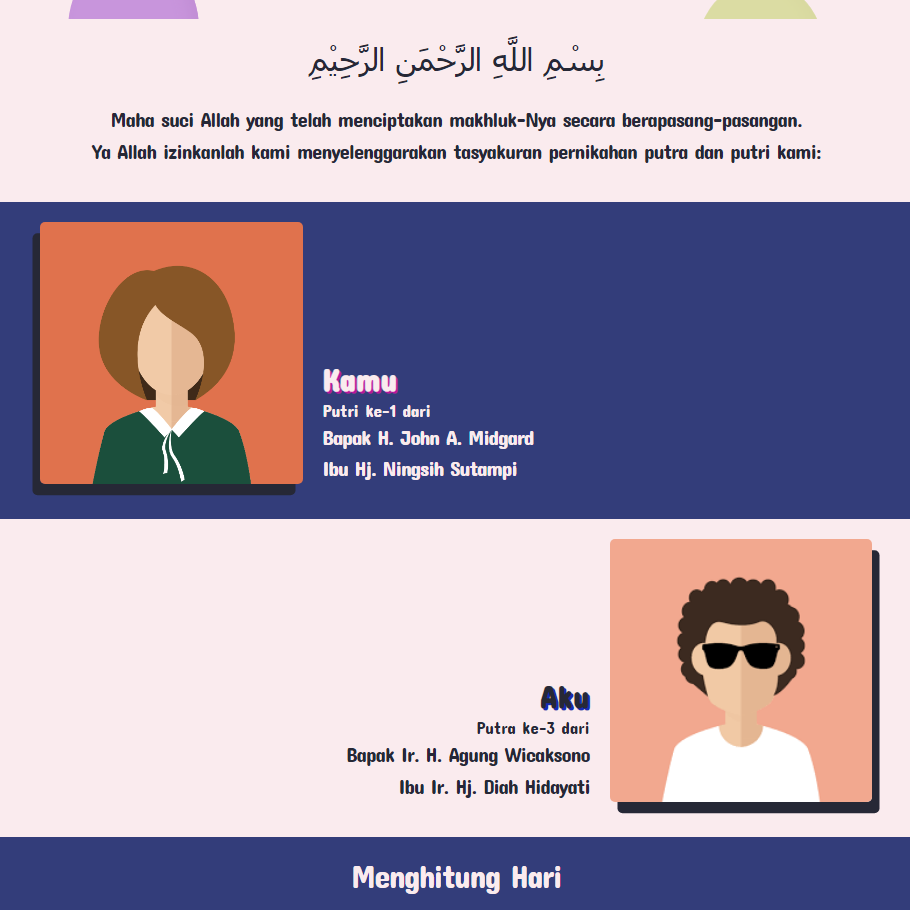 بِسْمِ اللَّهِ الرَّحْمَنِ الرَّحِيْمِ
Maha suci Allah yang telah menciptakan makhluk-Nya secara berapasang-pasangan.
Ya Allah izinkanlah kami menyelenggarakan tasyakuran pernikahan putra dan putri kami:
Kamu
Putri ke-1 dari
Bapak H. John A. Midgard
Ibu Hj. Ningsih Sutampi
Aku
Putra ke-3 dari
Bapak Ir. H. Agung Wicaksono
Ibu Ir. Hj. Diah Hidayati
Menghitung Hari